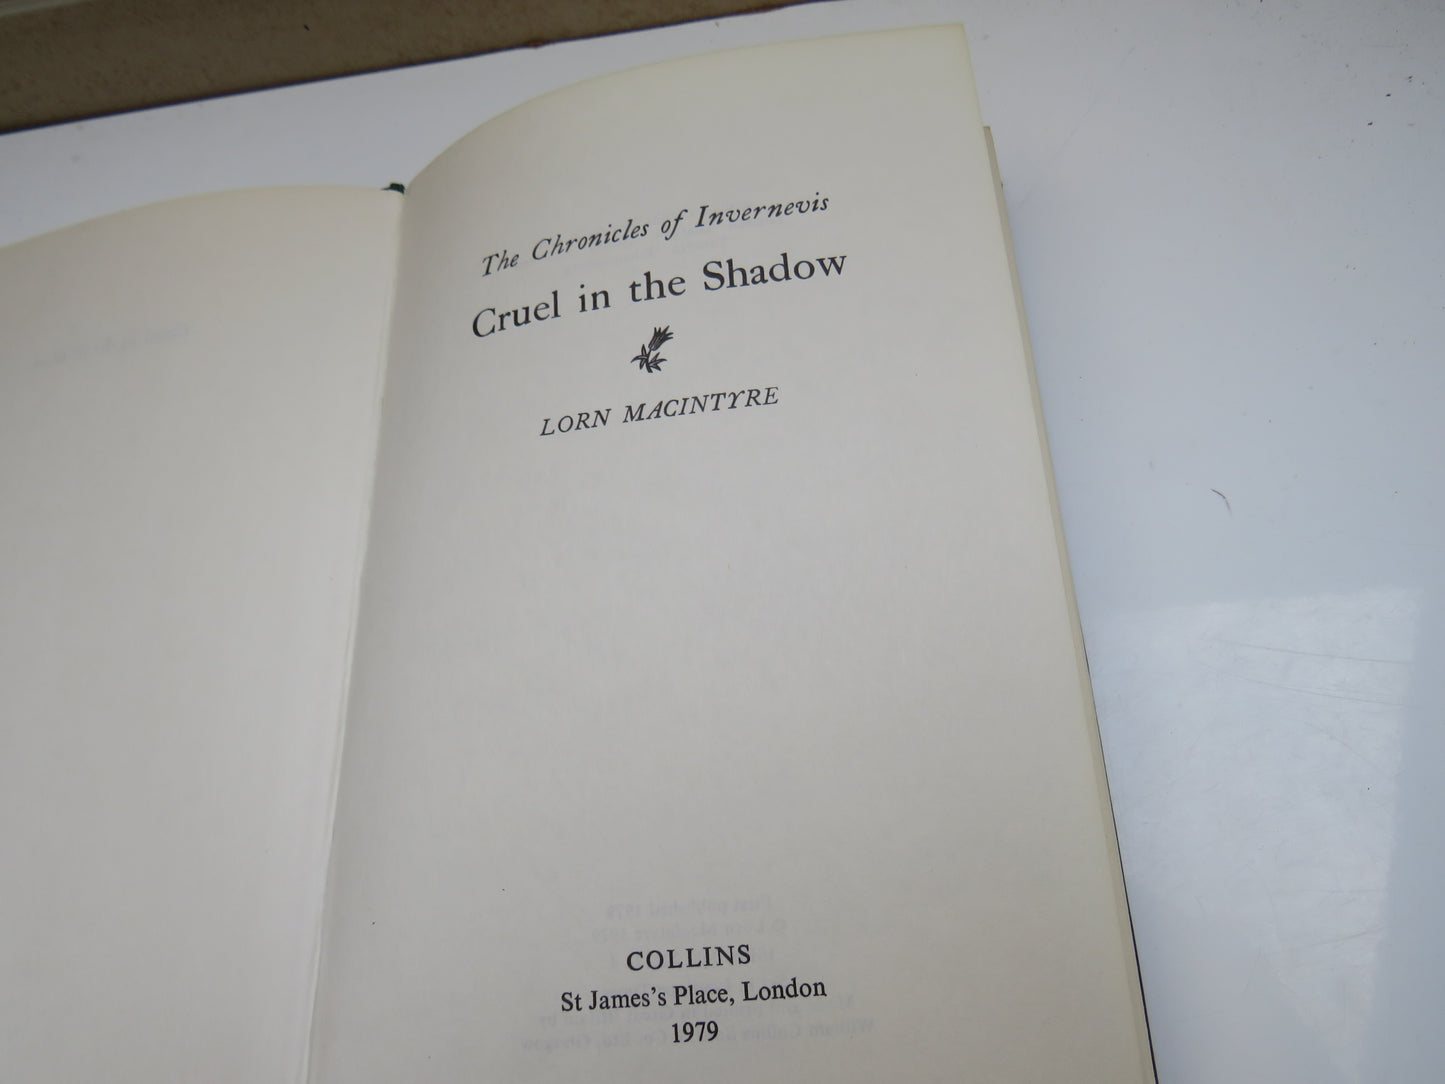 The Chronicles of Invernevis
Cruel in the Shadow
LORN MACINTYRE
COLLINS
St James's Place, London
1979